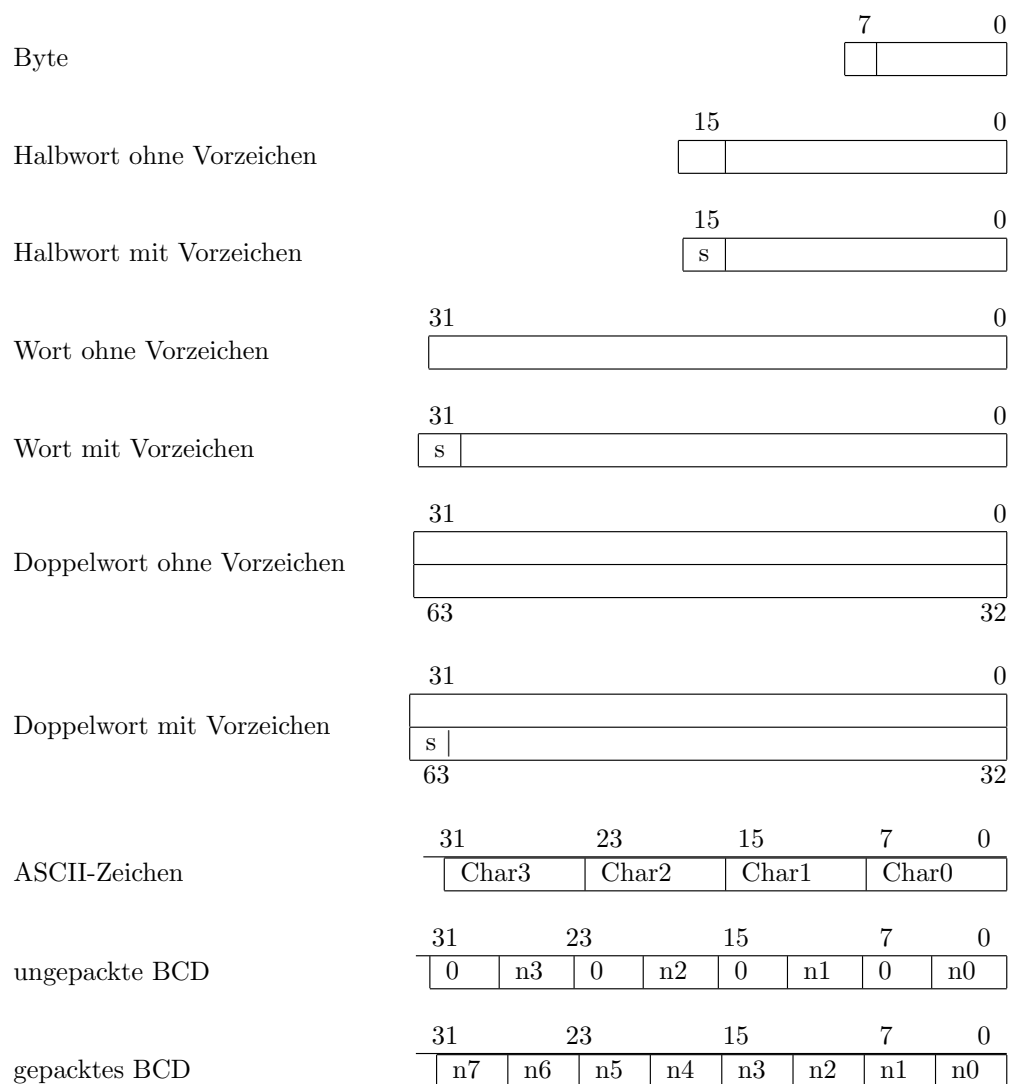 7 0
Byte
15 0
Halbwort ohne Vorzeichen
15 0
Halbwort mit Vorzeichen s
31 0
Wort ohne Vorzeichen
31 0
Wort mit Vorzeichen s
31 0
Doppelwort ohne Vorzeichen
63 32
31 0
Doppelwort mit Vorzeichen
s
63 32
31 23 15 7 0
ASCII-Zeichen Char3 Char2 Char1 Char0
31 23 15 7 0
ungepackte BCD 0 n3 0 n2 0 n1 0 n0
31 23 15 7 0
gepacktes BCD n7 n6 n5 n4 n3 n2 n1 n0